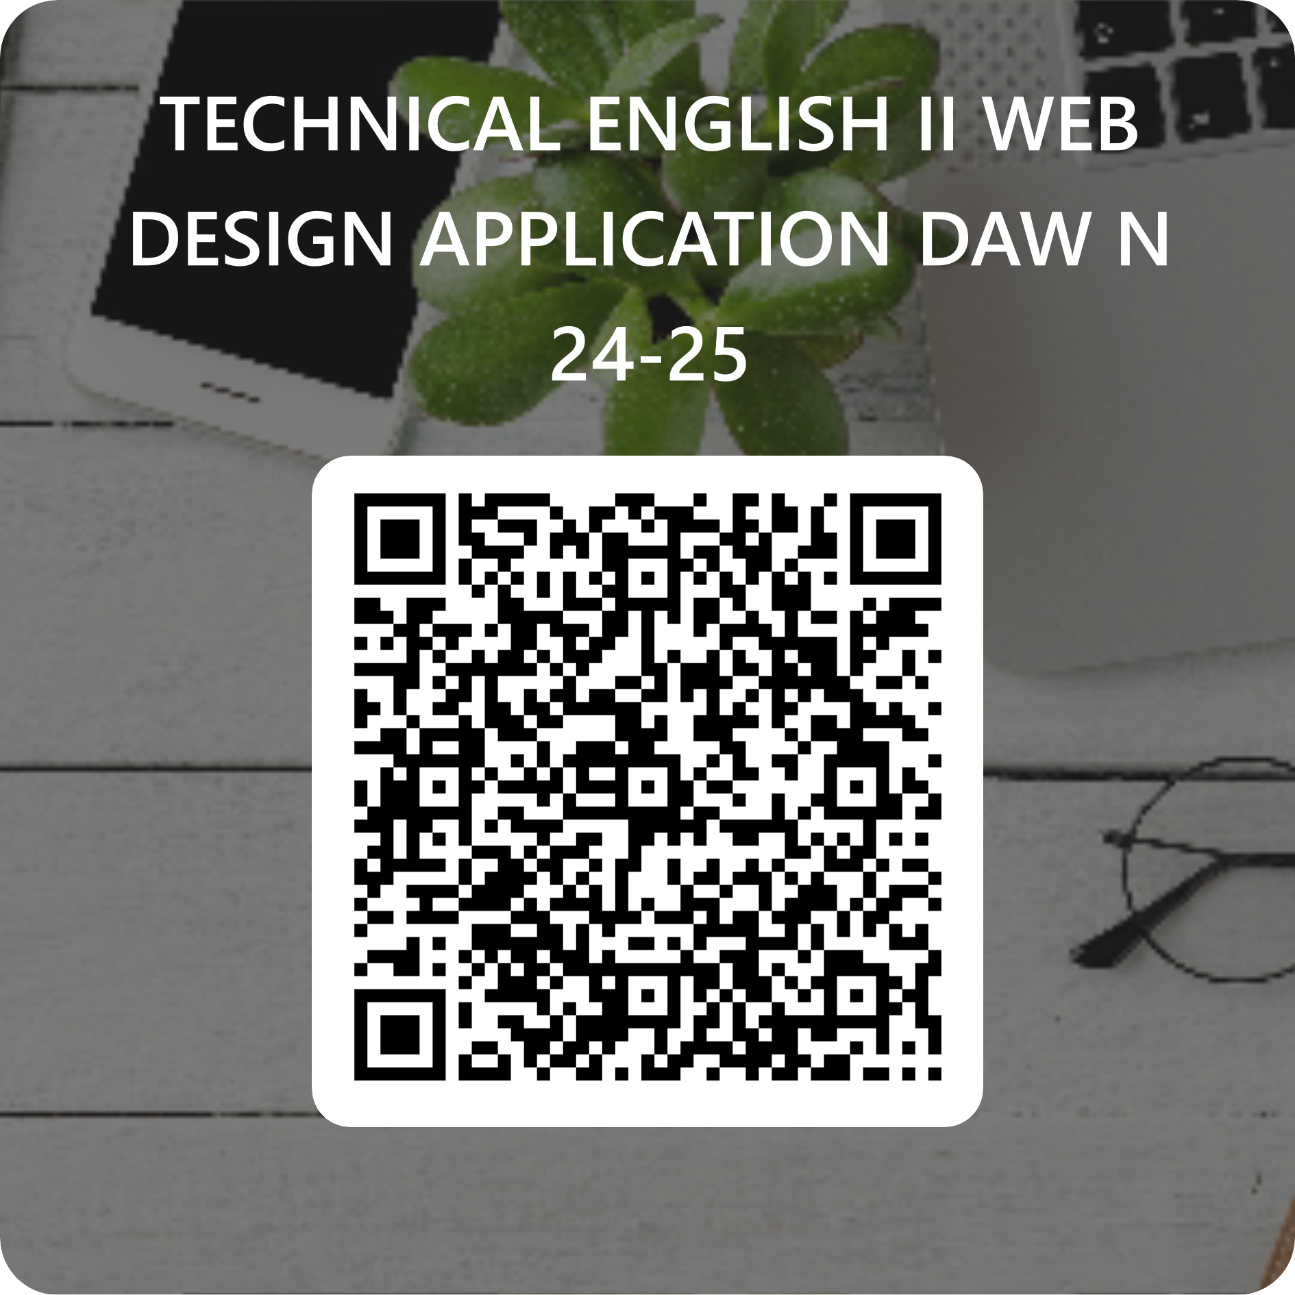 TECHNICAL ENGLISH II WEB
DESIGN APPLICATION DAW N
24-25